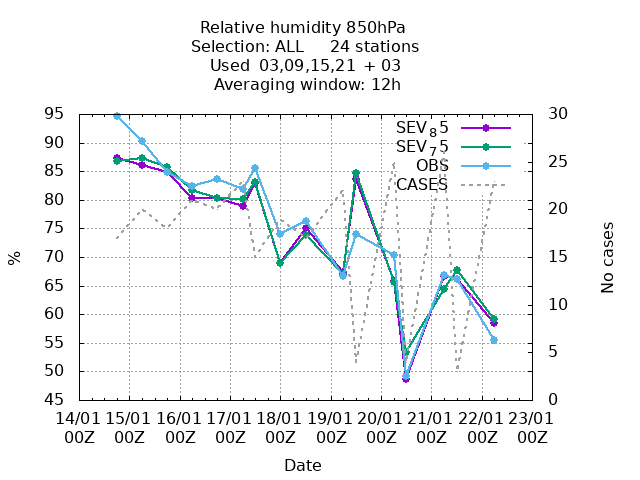 Relative humidity 850hPa
Selection: ALL 24 stations
Used 03,09,15,21 + 03
Averaging window: 12h
95 30
SEV85
90
SEV75
25
OBS
85
CASES
80 20
75
70 15
65
60 10
55
50 5
45 0
% No cases
14/01 15/01 16/01 17/01 18/01 19/01 20/01 21/01 22/01 23/01
00Z 00Z 00Z 00Z 00Z 00Z 00Z 00Z 00Z 00Z
Date